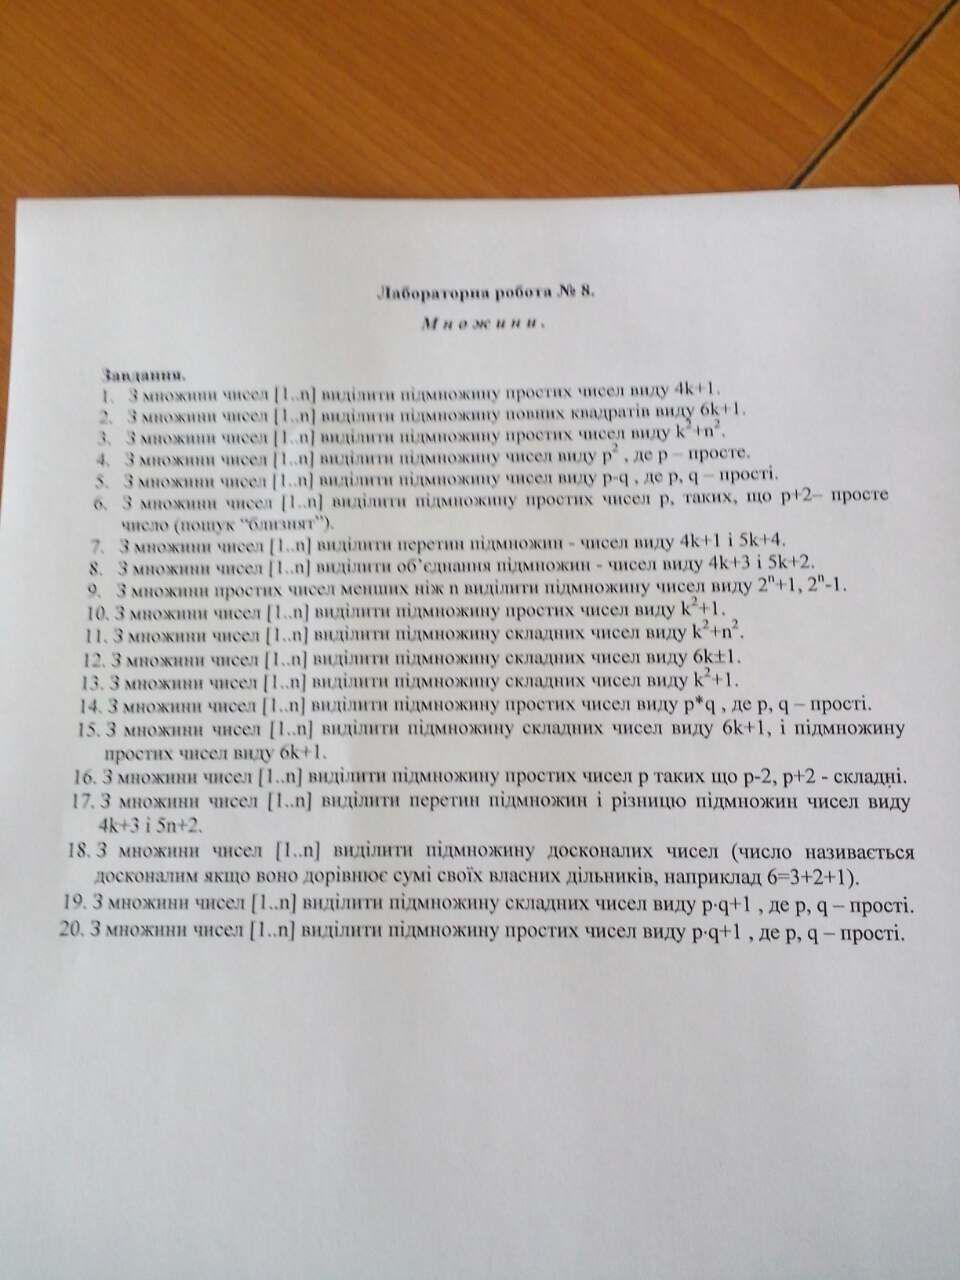 Лабораторна робота № 8.
Множини.
Завдання.
1. З множини чисел [1..n] виділити підмножину простих чисел виду 4k+1.
2. З множини чисел [1..n] виділити підмножину повних квадратів виду 6k+1.
3. З множини чисел [1..n] виділити підмножину простих чисел виду k²+n².
4. З множини чисел [1..n] виділити підмножину чисел виду p² , де p – просте.
5. З множини чисел [1..n] виділити підмножину чисел виду p·q , де p, q – прості.
6. З множини чисел [1..n] виділити підмножину простих чисел p, таких, що p+2– просте
число (пошук “близнят”).
7. З множини чисел [1..n] виділити перетин підмножин - чисел виду 4k+1 і 5k+4.
8. З множини чисел [1..n] виділити об’єднання підмножин - чисел виду 4k+3 і 5k+2.
9. З множини простих чисел менших ніж n виділити підмножину чисел виду 2ⁿ+1, 2ⁿ-1.
10. З множини чисел [1..n] виділити підмножину простих чисел виду k²+1.
11. З множини чисел [1..n] виділити підмножину складних чисел виду k²+n².
12. З множини чисел [1..n] виділити підмножину складних чисел виду 6k±1.
13. З множини чисел [1..n] виділити підмножину складних чисел виду k²+1.
14. З множини чисел [1..n] виділити підмножину простих чисел виду p*q , де p, q – прості.
15. З множини чисел [1..n] виділити підмножину складних чисел виду 6k+1, і підмножину
простих чисел виду 6k+1.
16. З множини чисел [1..n] виділити підмножину простих чисел p таких що p-2, p+2 - складні.
17. З множини чисел [1..n] виділити перетин підмножин і різницю підмножин чисел виду
4k+3 і 5n+2.
18. З множини чисел [1..n] виділити підмножину досконалих чисел (число називається
досконалим якщо воно дорівнює сумі своїх власних дільників, наприклад 6=3+2+1).
19. З множини чисел [1..n] виділити підмножину складних чисел виду p·q+1 , де p, q – прості.
20. З множини чисел [1..n] виділити підмножину простих чисел виду p·q+1 , де p, q – прості.